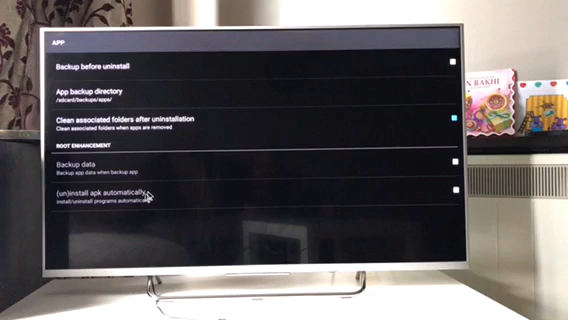 APP
Backup before uninstall
App backup directory
/sdcard/backups/apps/
Clean associated folders after uninstallation
Clean associated folders when apps are removed
ROOT ENHANCEMENT
Backup data
Backup app data when backup app
(un)install apk automatically
Install/uninstall programs automatically
RAKHI